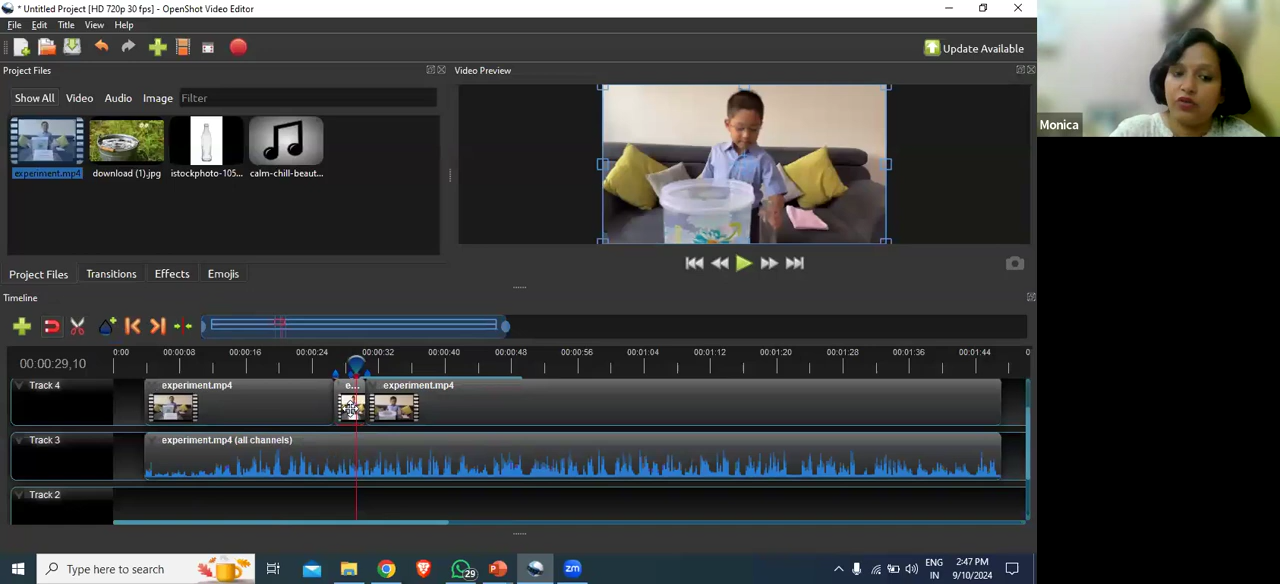 * Untitled Project [HD 720p 30 fps] - OpenShot Video Editor
File Edit Title View Help
Update Available
Project Files
Video Preview
Show All Video Audio Image Filter
experiment.mp4 download (1).jpg istockphoto-105... calm-chill-beaut...
Monica
Project Files Transitions Effects Emojis
Timeline
00:00:29,10
0:00 00:00:08 00:00:16 00:00:24 00:00:32 00:00:40 00:00:48 00:00:56 00:01:04 00:01:12 00:01:20 00:01:28 00:01:36 00:01:44 0
Track 4 experiment.mp4 e... experiment.mp4
Track 3 experiment.mp4 (all channels)
Track 2
Type here to search
29
zm
ENG
IN
2:47 PM
9/10/2024